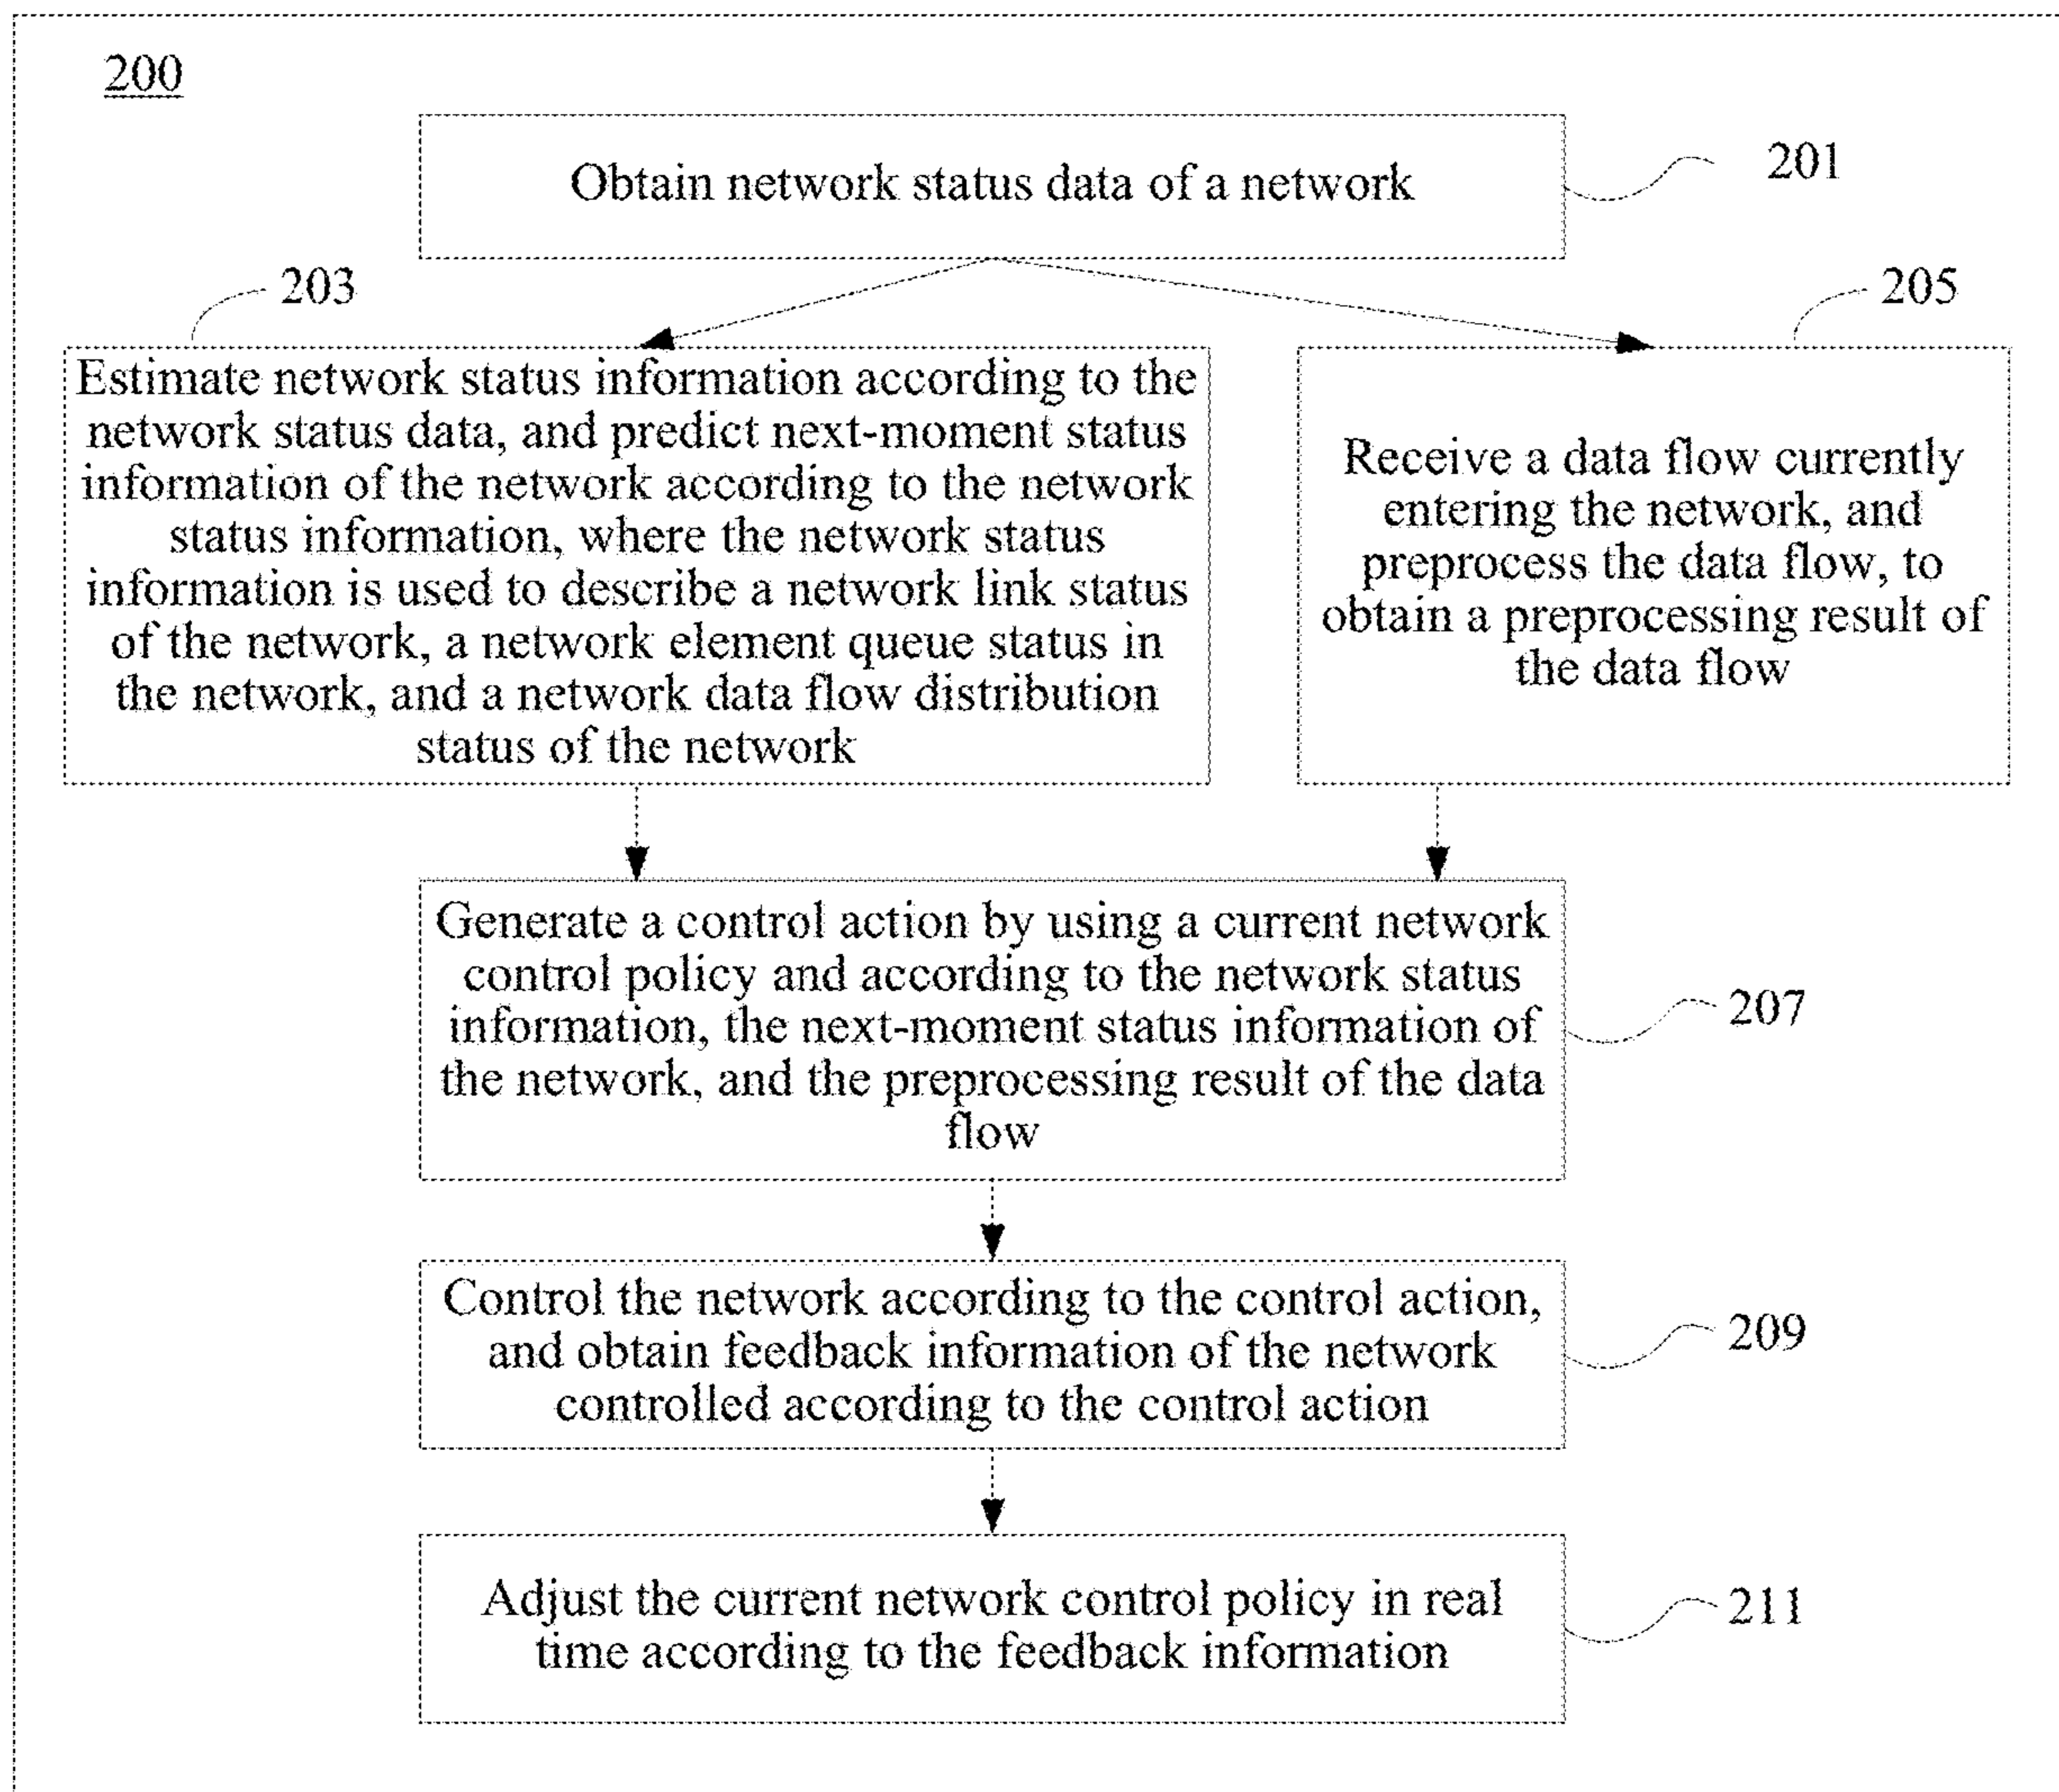 200
Obtain network status data of a network
201
203
Estimate network status information according to the
network status data, and predict next-moment status
information of the network according to the network
status information, where the network status
information is used to describe a network link status
of the network, a network element queue status in
the network, and a network data flow distribution
status of the network
205
Receive a data flow currently
entering the network, and
preprocess the data flow, to
obtain a preprocessing result of
the data flow
Generate a control action by using a current network
control policy and according to the network status
information, the next-moment status information of
the network, and the preprocessing result of the data
flow
207
Control the network according to the control action,
and obtain feedback information of the network
controlled according to the control action
209
Adjust the current network control policy in real
time according to the feedback information
211